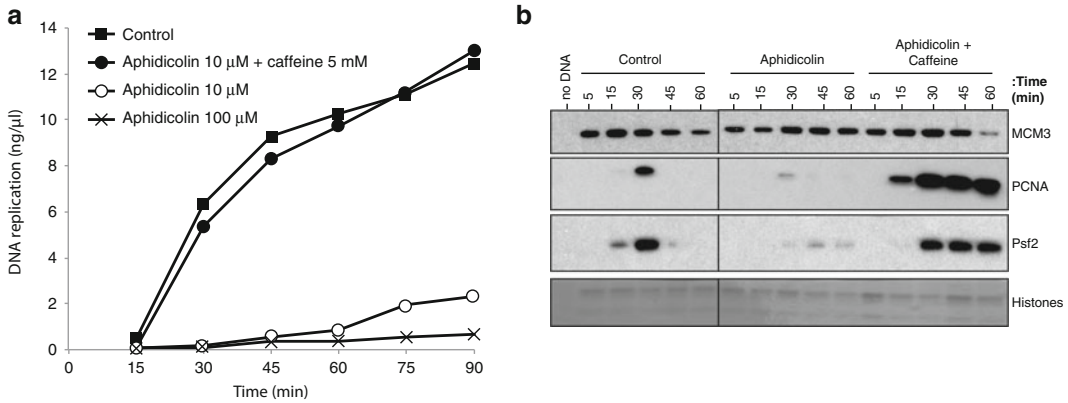 a
Control
Aphidicolin 10 µM + caffeine 5 mM
Aphidicolin 10 µM
Aphidicolin 100 µM
DNA replication (ng/µl)
14
12
10
8
6
4
2
0
0 15 30 45 60 75 90
Time (min)
b
no DNA
Control
Aphidicolin
Aphidicolin +
Caffeine
:Time
(min)
– 5 15 30 45 60 5 15 30 45 60 5 15 30 45 60
MCM3
PCNA
Psf2
Histones